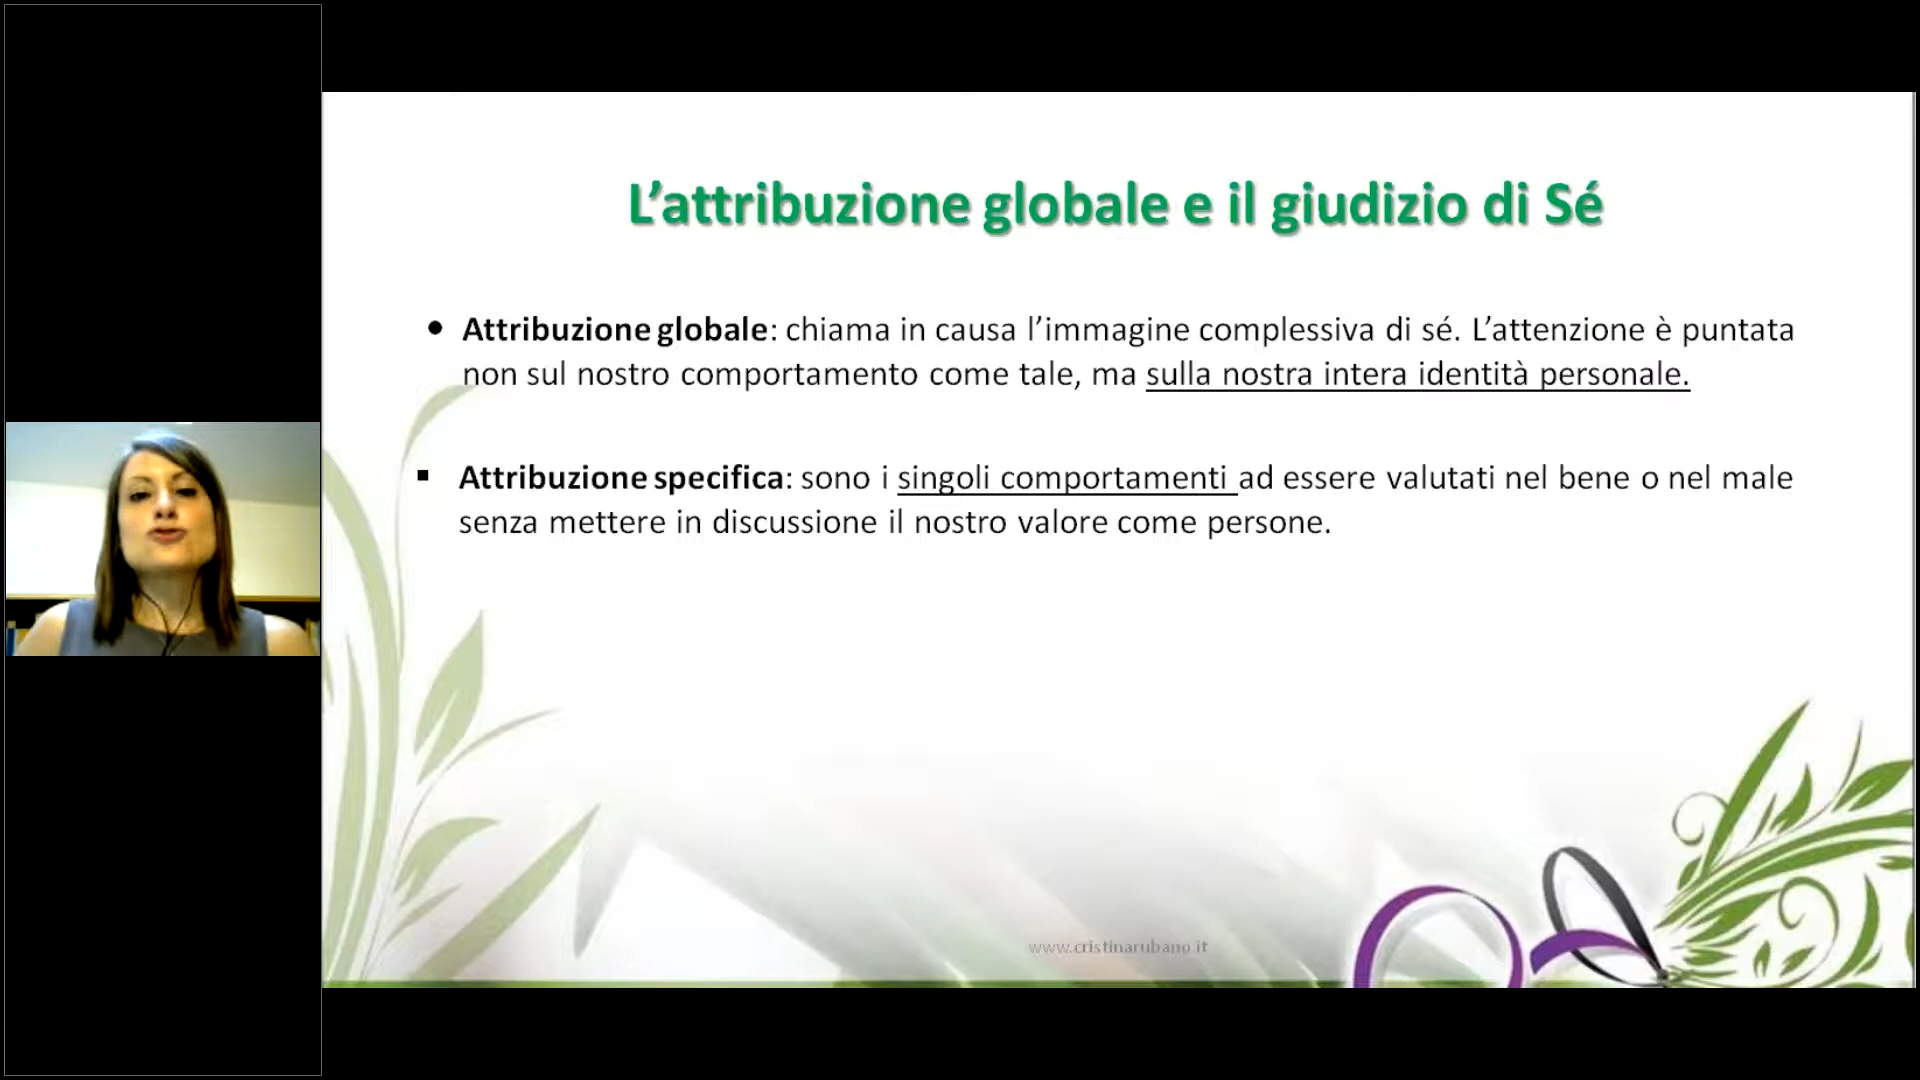 L’attribuzione globale e il giudizio di Sé
• Attribuzione globale: chiama in causa l’immagine complessiva di sé. L’attenzione è puntata
non sul nostro comportamento come tale, ma sulla nostra intera identità personale.
▪ Attribuzione specifica: sono i singoli comportamenti ad essere valutati nel bene o nel male
senza mettere in discussione il nostro valore come persone.
www.cristinarubano.it